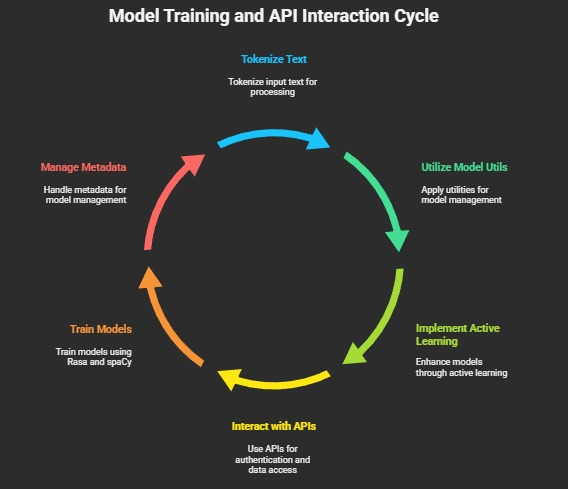 Model Training and API Interaction Cycle
Tokenize Text
Tokenize input text for
processing
Utilize Model Utils
Apply utilities for
model management
Implement Active
Learning
Enhance models
through active learning
Interact with APIs
Use APIs for
authentication and
data access
Train Models
Train models using
Rasa and spaCy
Manage Metadata
Handle metadata for
model management